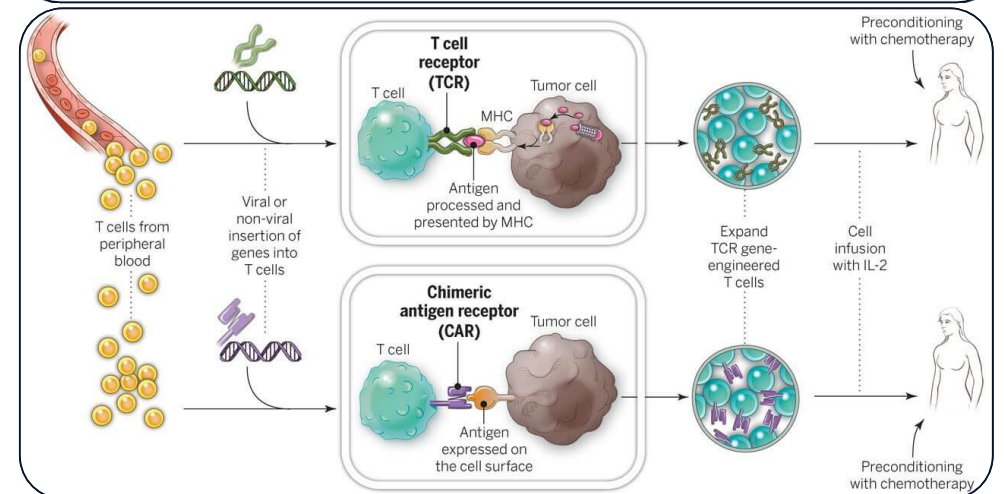 Preconditioning
with chemotherapy
T cell
receptor
(TCR)
T cell
Tumor cell
MHC
Antigen
processed and
presented by MHC
T cells from
peripheral
blood
Viral or
non-viral
insertion of
genes into
T cells
Expand
TCR gene-
engineered
T cells
Cell
infusion
with IL-2
Chimeric
antigen receptor
(CAR)
T cell
Tumor cell
Antigen
expressed on
the cell surface
Preconditioning
with chemotherapy